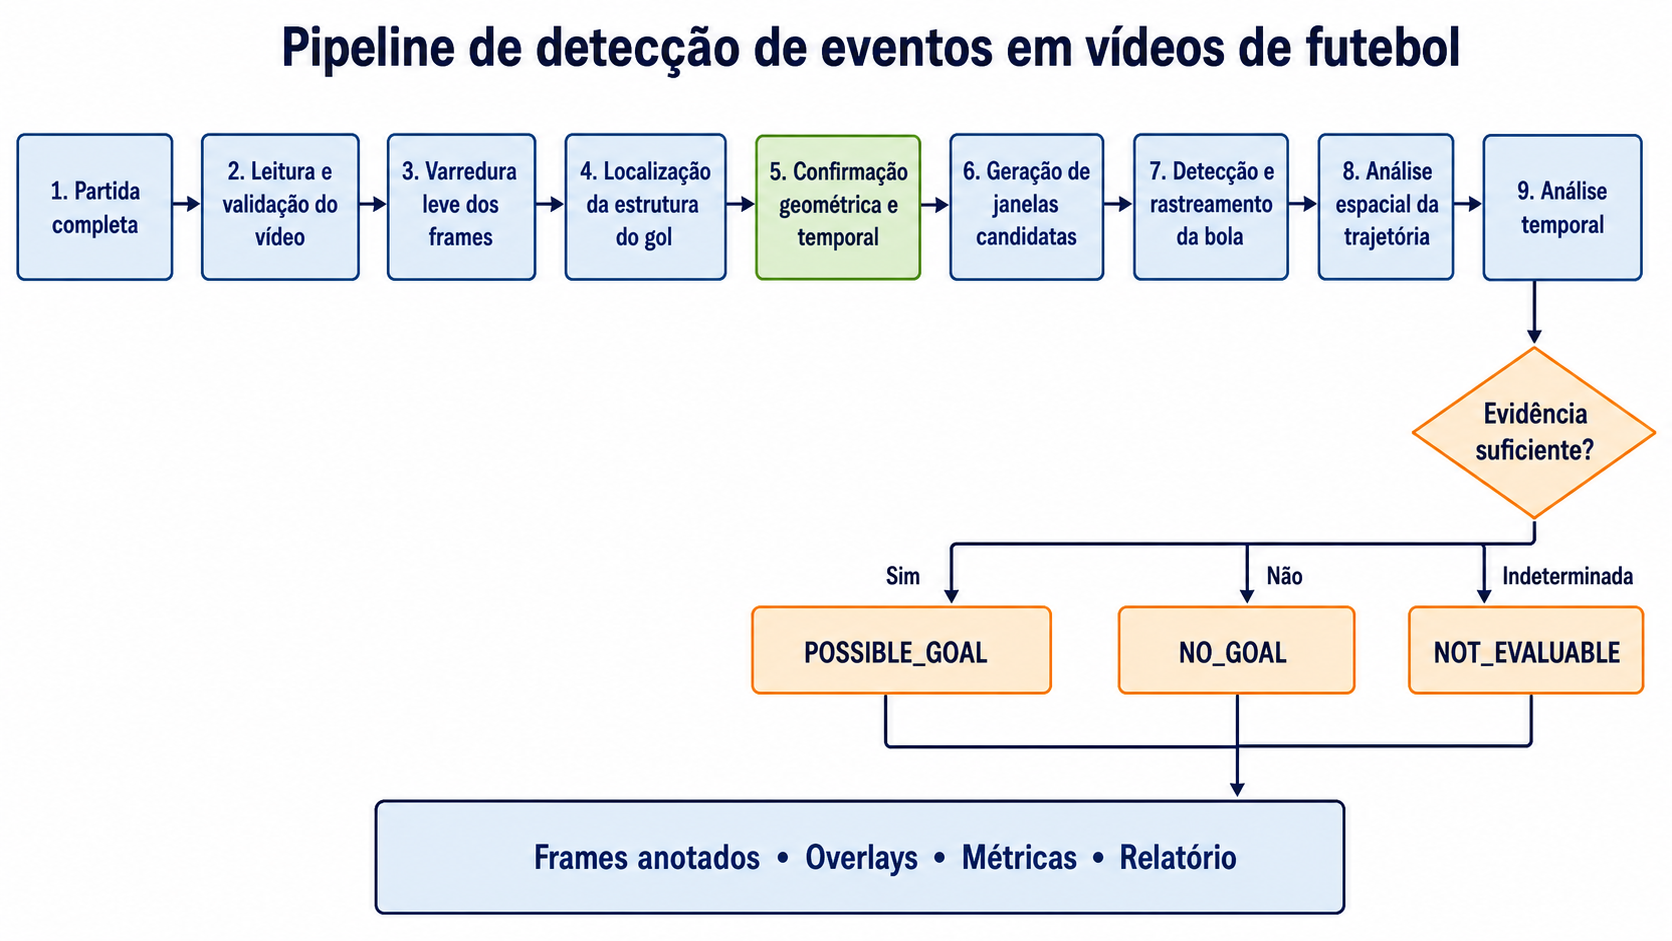 Pipeline de detecção de eventos em vídeos de futebol
1. Partida
completa
2. Leitura e
validação do
vídeo
3. Varredura
leve dos
frames
4. Localização
da estrutura
do gol
5. Confirmação
geométrica e
temporal
6. Geração de
janelas
candidatas
7. Detecção e
rastreamento
da bola
8. Análise
espacial da
trajetória
9. Análise
temporal
Evidência
suficiente?
Sim
Não
Indeterminada
POSSIBLE_GOAL
NO_GOAL
NOT_EVALUABLE
Frames anotados • Overlays • Métricas • Relatório